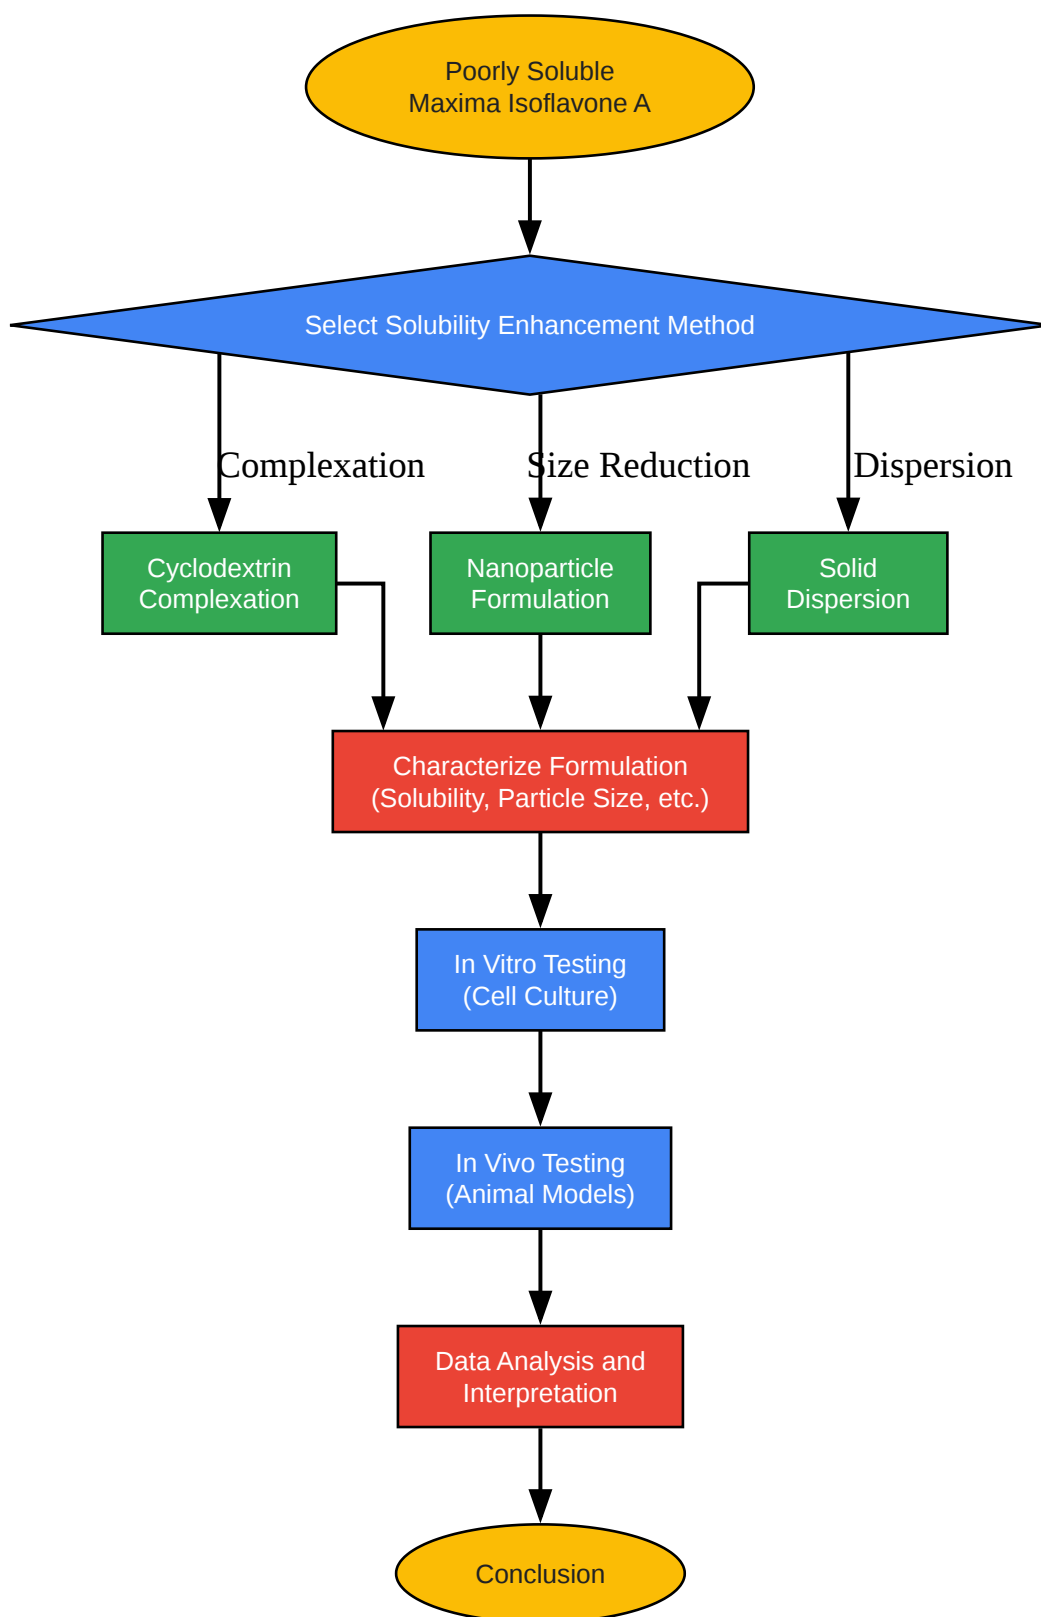 Poorly Soluble
Maxima Isoflavone A
Select Solubility Enhancement Method
Complexation
Size Reduction
Dispersion
Cyclodextrin
Complexation
Nanoparticle
Formulation
Solid
Dispersion
Characterize Formulation
(Solubility, Particle Size, etc.)
In Vitro Testing
(Cell Culture)
In Vivo Testing
(Animal Models)
Data Analysis and
Interpretation
Conclusion